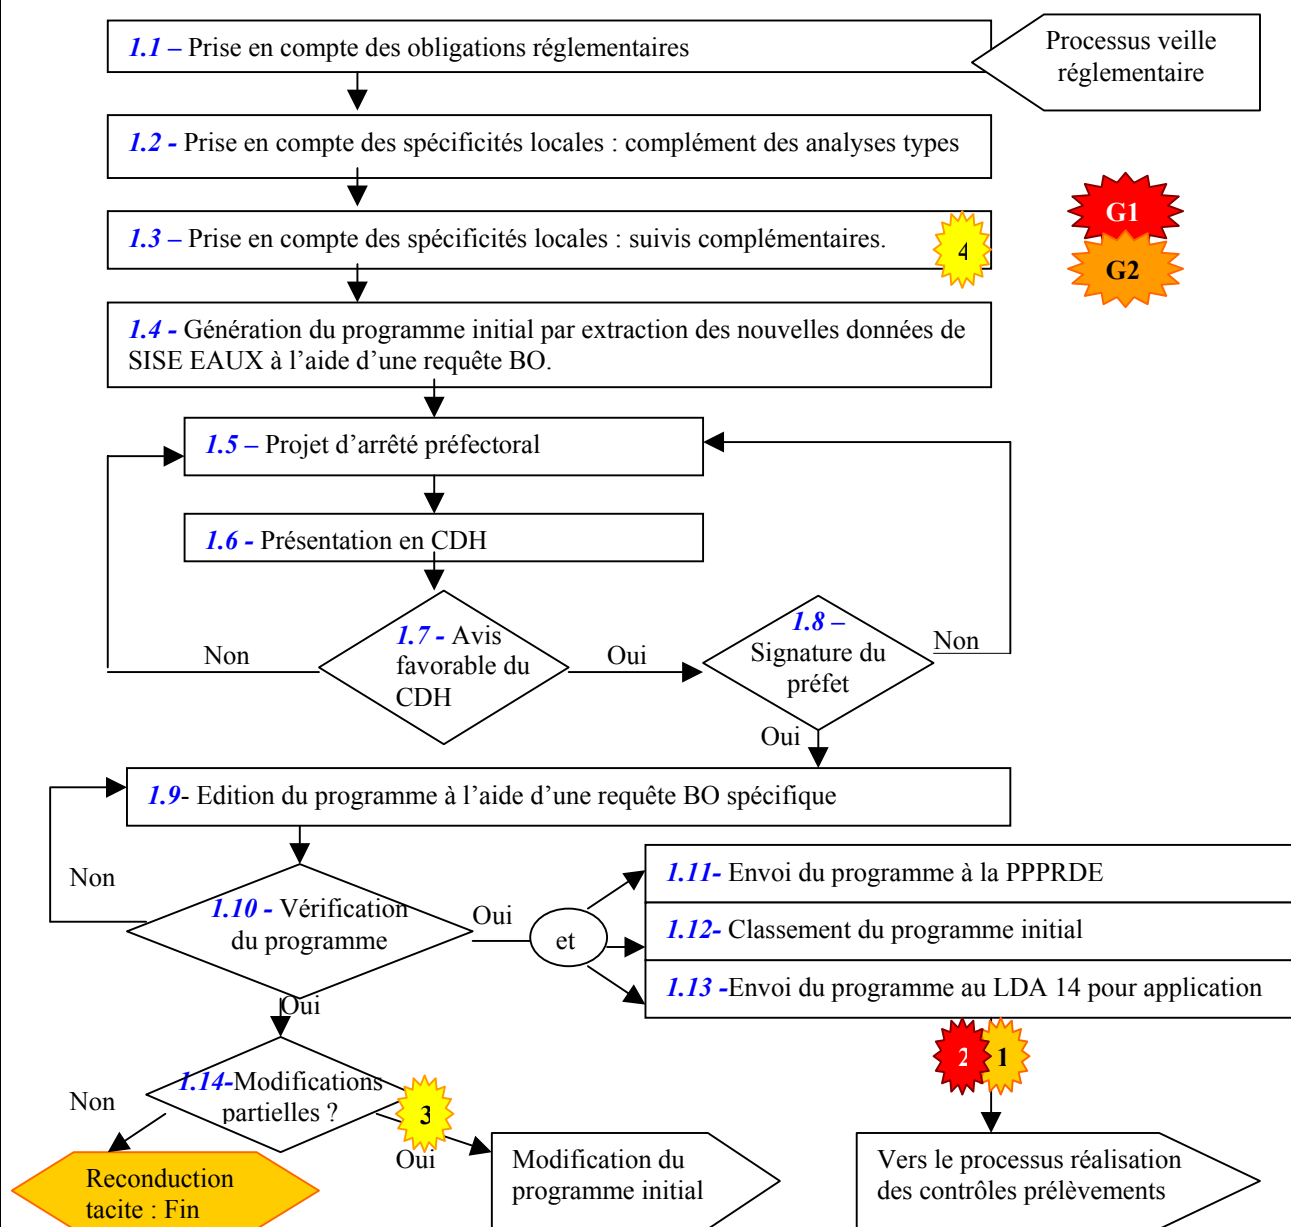 1.1 – Prise en compte des obligations réglementaires
Processus veille
réglementaire
1.2 - Prise en compte des spécificités locales : complément des analyses types
1.3 – Prise en compte des spécificités locales : suivis complémentaires.
4
G1
G2
1.4 - Génération du programme initial par extraction des nouvelles données de
SISE EAUX à l’aide d’une requête BO.
1.5 – Projet d’arrêté préfectoral
1.6 - Présentation en CDH
1.7 - Avis
favorable du
CDH
Non
Oui
1.8 –
Signature du
préfet
Non
Oui
1.9- Edition du programme à l’aide d’une requête BO spécifique
Non
1.10 - Vérification
du programme
Oui
et
1.11- Envoi du programme à la PPPRDE
1.12- Classement du programme initial
1.13 -Envoi du programme au LDA 14 pour application
Oui
2
1
1.14-Modifications
partielles ?
Non
3
Oui
Reconduction
tacite : Fin
Modification du
programme initial
Vers le processus réalisation
des contrôles prélèvements